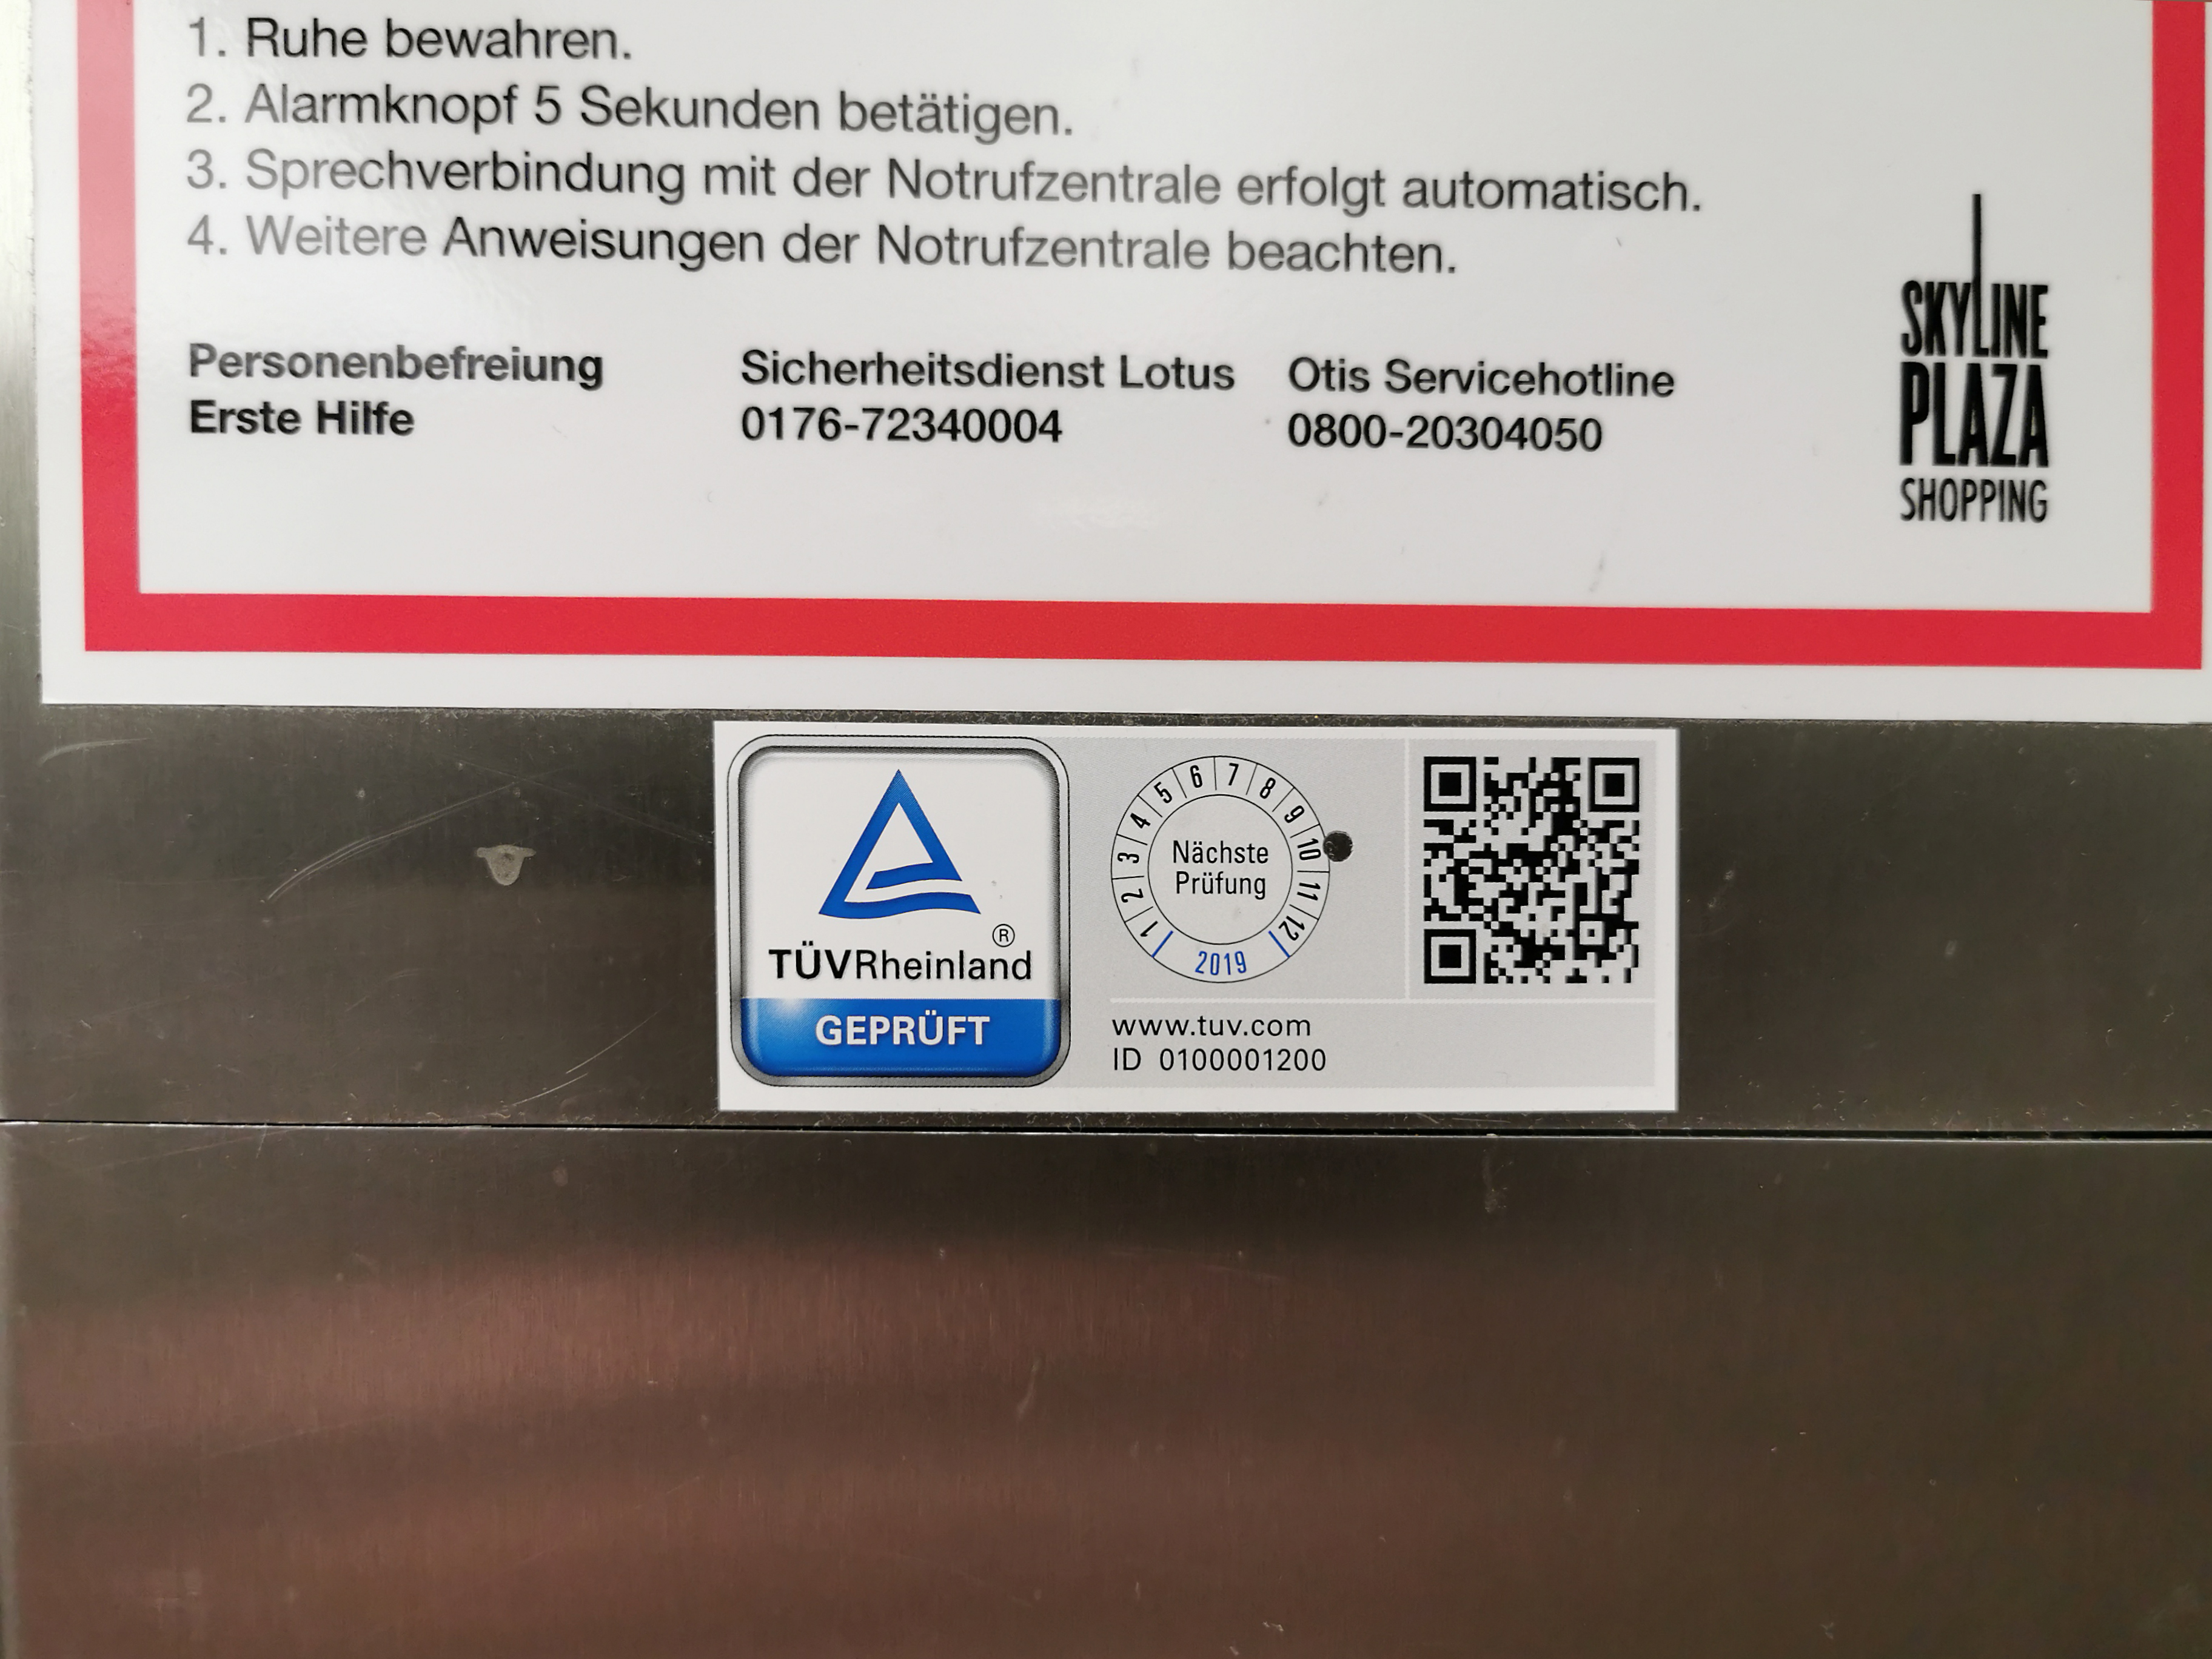 1. Ruhe bewahren.
2. Alarmknopf 5 Sekunden betätigen.
3. Sprechverbindung mit der Notrufzentrale erfolgt automatisch.
4. Weitere Anweisungen der Notrufzentrale beachten.
Personenbefreiung
Erste Hilfe
Sicherheitsdienst Lotus
0176-72340004
Otis Servicehotline
0800-20304050
SKYLINE
PLAZA
SHOPPING
TÜVRheinland
®
GEPRÜFT
1 2 3 4 5 6 7 8 9 10 11 12
Nächste
Prüfung
2019
www.tuv.com
ID 0100001200